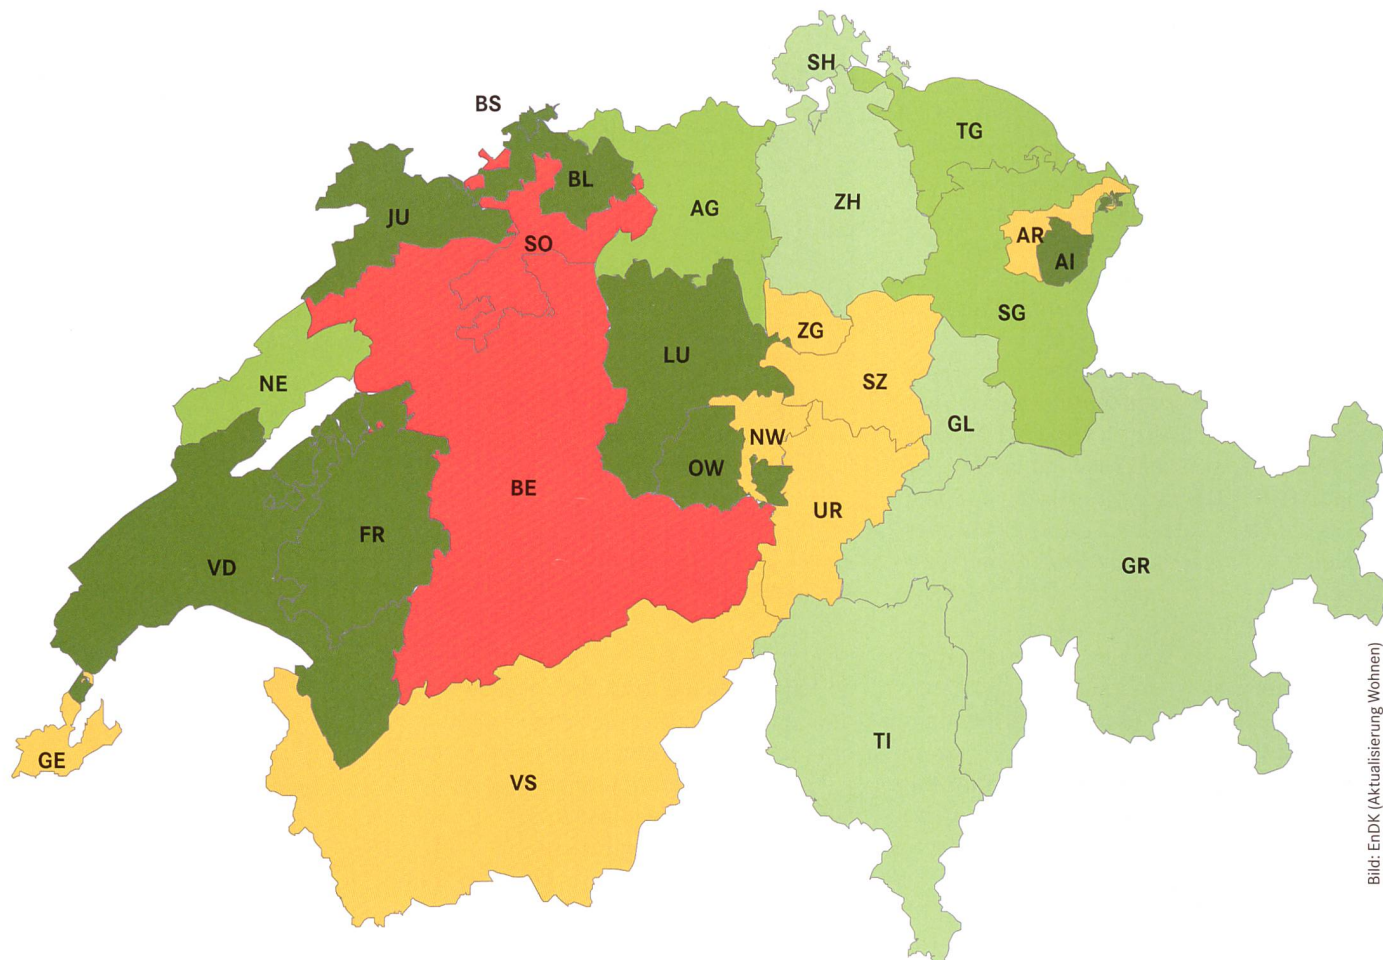 SH
BS
TG
BL
AG
ZH
JU
SO
AR
AI
SG
ZG
LU
NE
SZ
GL
NW
OW
BE
UR
FR
VD
GR
TI
GE
VS
Bild: EnDK (Aktualisierung Wohnen)